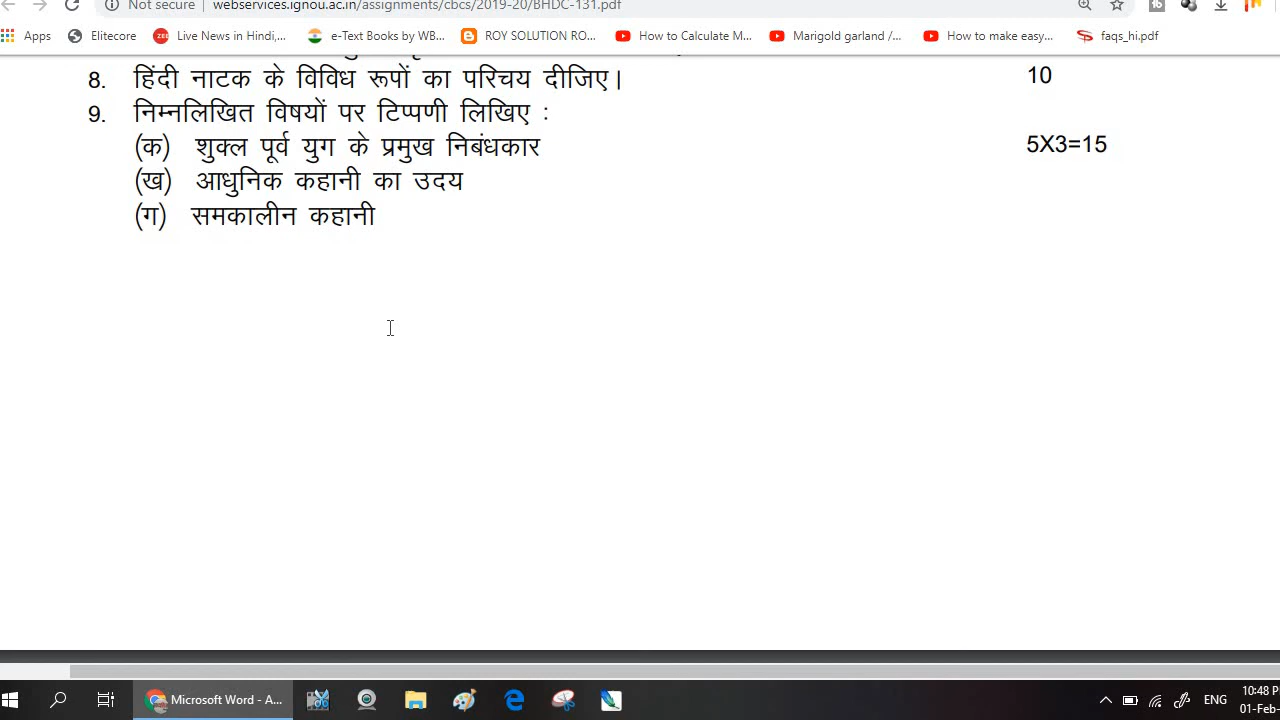 Not secure | webservices.ignou.ac.in/assignments/cbcs/2019-20/BHDC-131.pdf
Apps Elitecore Live News in Hindi,... e-Text Books by WB... ROY SOLUTION RO... How to Calculate M... Marigold garland /... How to make easy... faqs_hi.pdf
8. हिंदी नाटक के विविध रूपों का परिचय दीजिए। 10
9. निम्नलिखित विषयों पर टिप्पणी लिखिए :
(क) शुक्ल पूर्व युग के प्रमुख निबंधकार 5X3=15
(ख) आधुनिक कहानी का उदय
(ग) समकालीन कहानी
Microsoft Word - A... ENG 10:48 P
01-Feb-